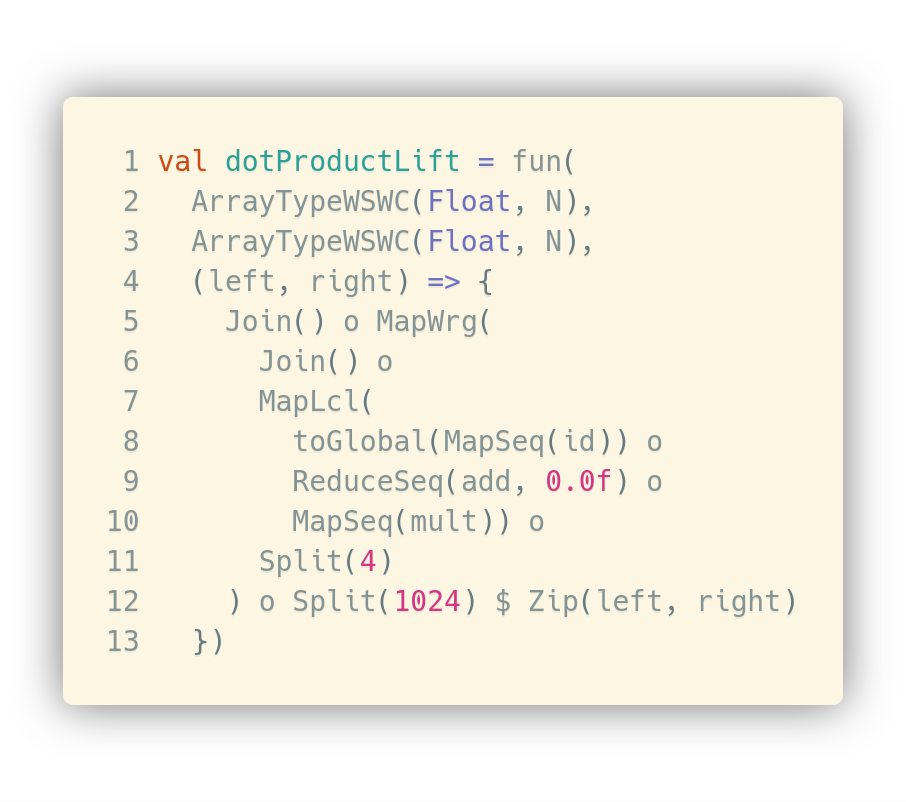 1 val dotProductLift = fun(
2   ArrayTypeWSWC(Float, N),
3   ArrayTypeWSWC(Float, N),
4   (left, right) => {
5     Join() o MapWrg(
6       Join() o
7       MapLcl(
8         toGlobal(MapSeq(id)) o
9         ReduceSeq(add, 0.0f) o
10         MapSeq(mult)) o
11       Split(4)
12     ) o Split(1024) $ Zip(left, right)
13   })